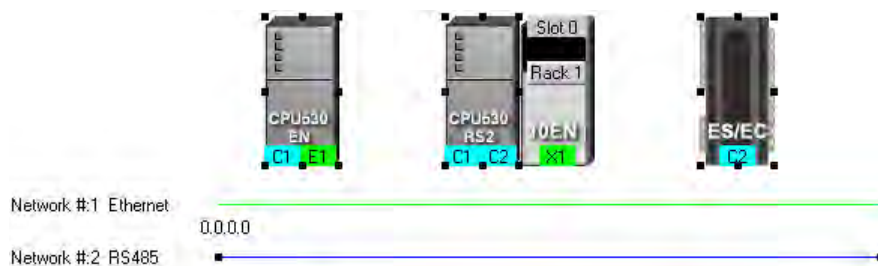 Slot 0
Rack 1
CPU530
EN
C1 E1
CPU530
RS2
C1 C2
10EN
X1
ES/EC
C2
Network #:1 Ethernet
0.0.0.0
Network #:2 RS485